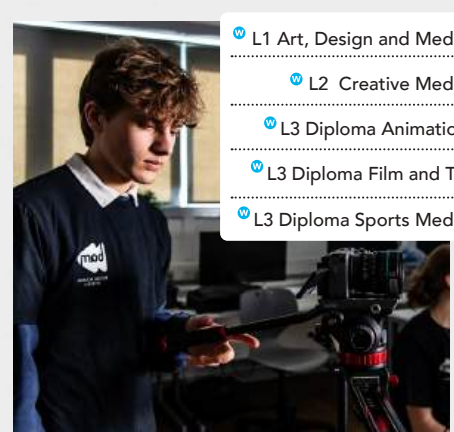 W L1 Art, Design and Med
W L2 Creative Med
W L3 Diploma Animatio
W L3 Diploma Film and T
W L3 Diploma Sports Med
bam